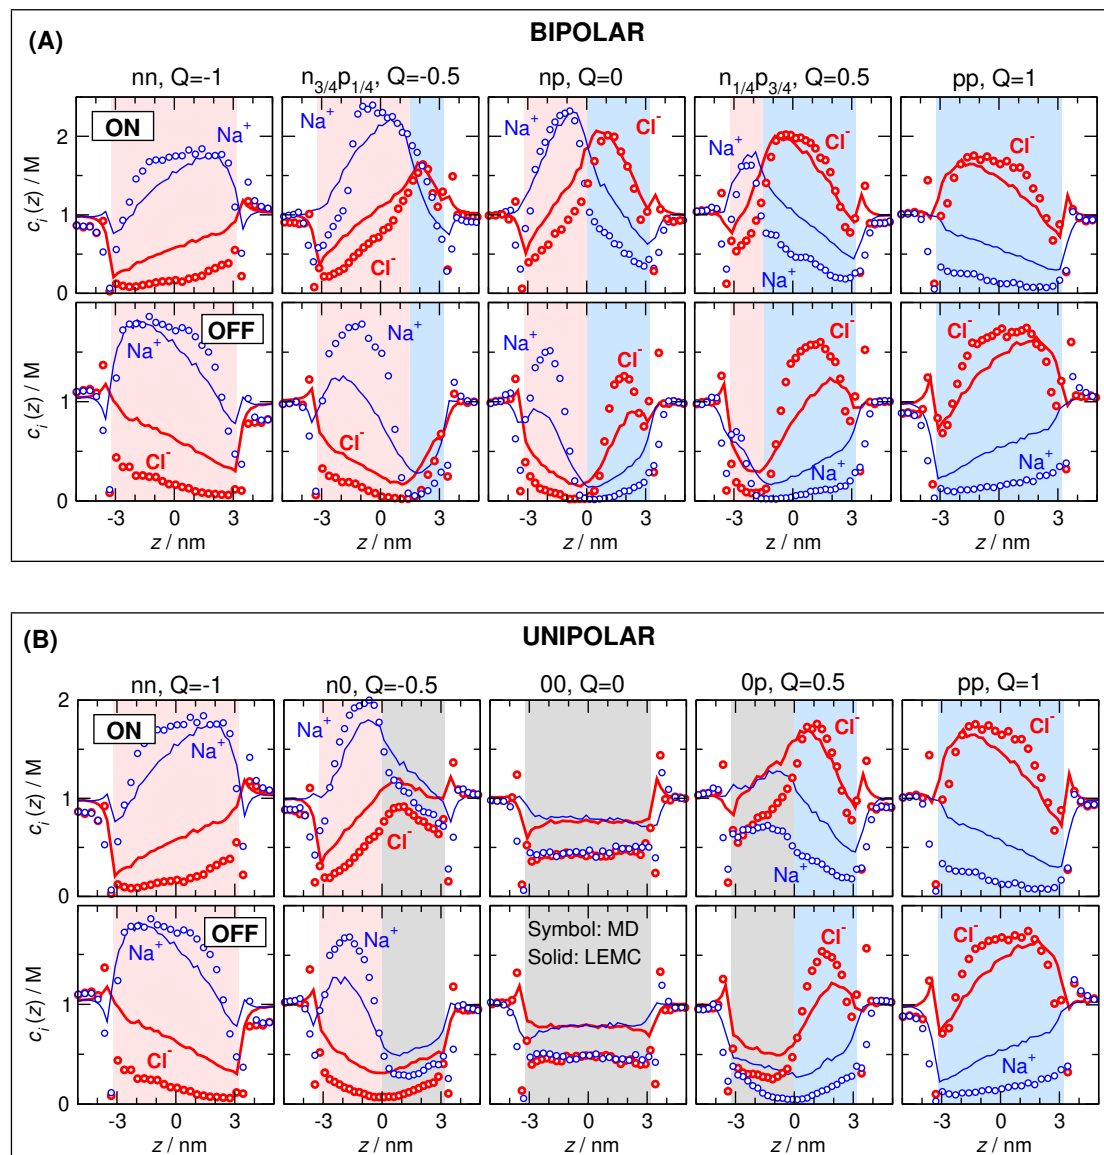 (A) BIPOLAR
nn, Q=-1 n3/4p1/4, Q=-0.5 np, Q=0 n1/4p3/4, Q=0.5 pp, Q=1
ON
Na+ Na+ Na+ Na+ Na+
Cl- Cl- Cl- Cl- Cl-
ci (z) / M
2
1
0
OFF
Na+ Na+ Na+ Na+ Na+
Cl- Cl- Cl- Cl- Cl-
ci (z) / M
1
0
-3 0 3 -3 0 3 -3 0 3 -3 0 3 -3 0 3
z / nm z / nm z / nm z / nm z / nm
(B) UNIPOLAR
nn, Q=-1 n0, Q=-0.5 00, Q=0 0p, Q=0.5 pp, Q=1
ON
Na+ Na+ Na+ Na+
Cl- Cl- Cl- Cl-
ci (z) / M
2
1
0
OFF
Symbol: MD
Solid: LEMC
Na+ Na+ Na+
Cl- Cl- Cl-
ci (z) / M
1
0
-3 0 3 -3 0 3 -3 0 3 -3 0 3 -3 0 3
z / nm z / nm z / nm z / nm z / nm